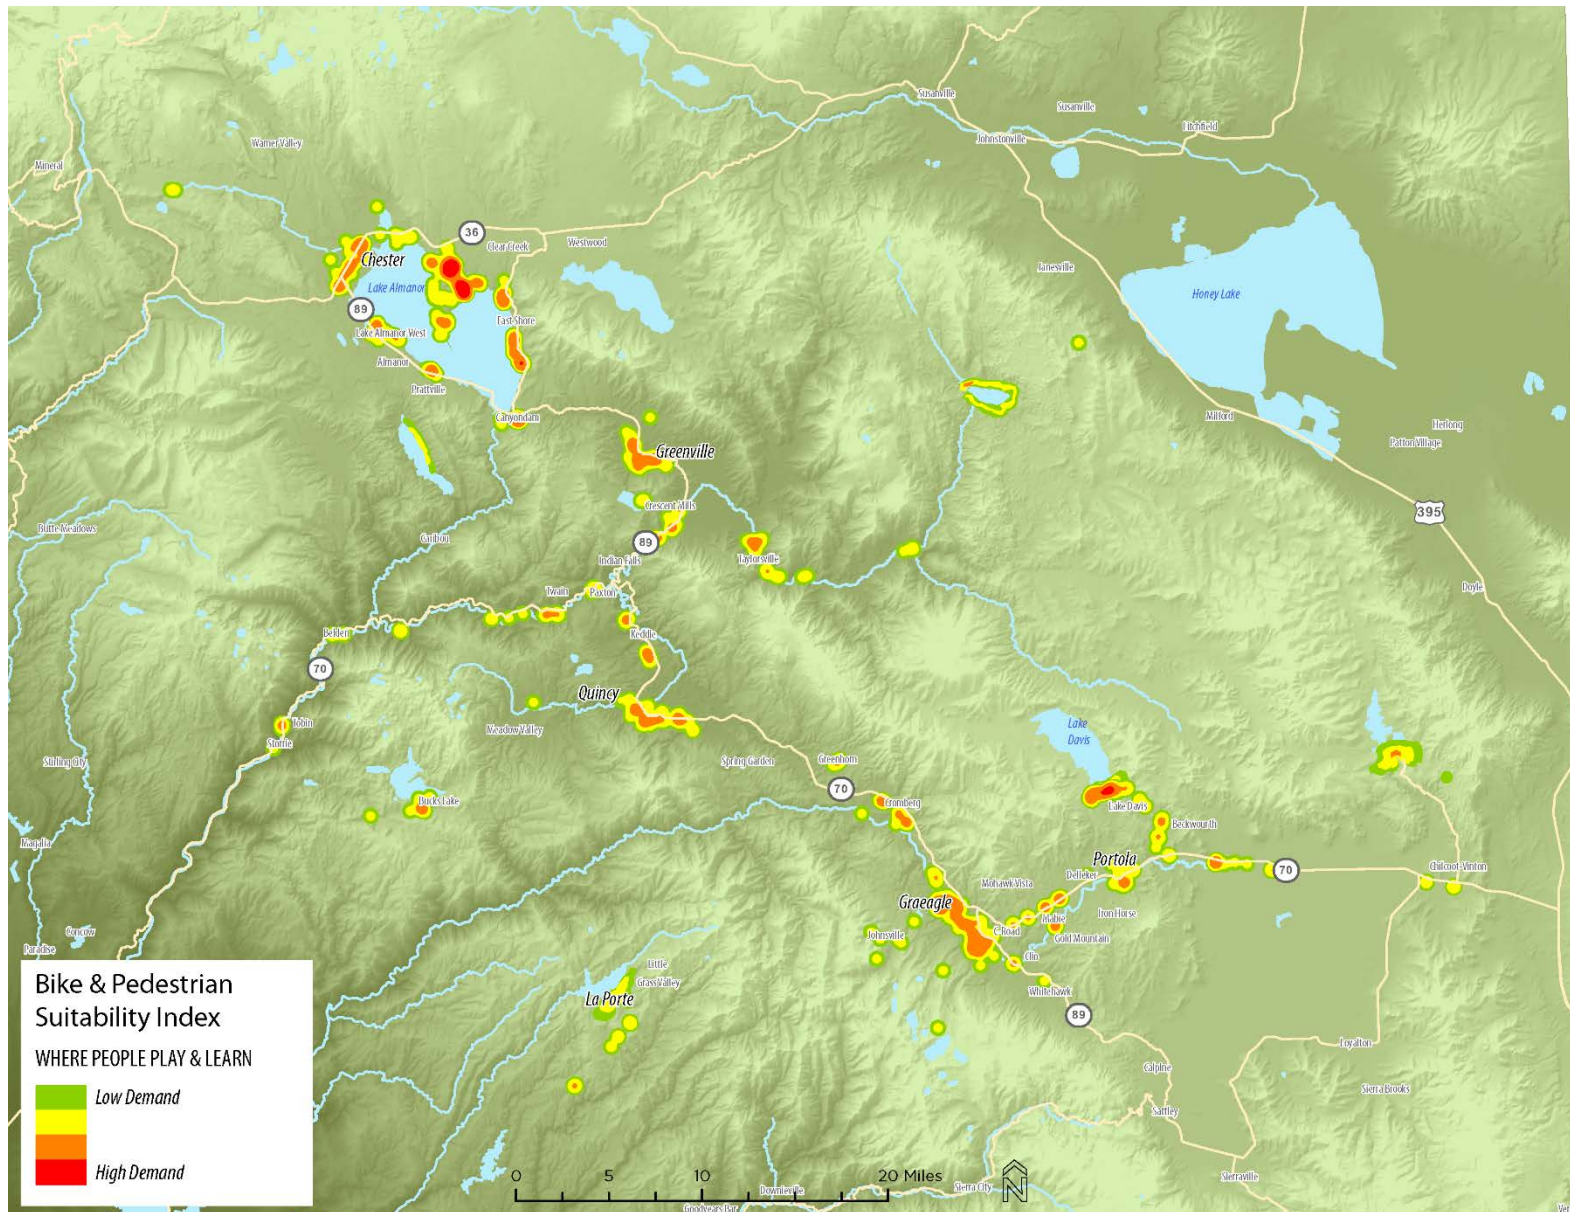 Susanville
Susanville
Litchfield
Johnstonville
Warner Valley
Mineral
36
Clear Creek
Westwood
Chester
Janesville
Lake Almanor
Honey Lake
89
East Shore
Lake Almanor West
Almanor
Prattville
Canyondam
Milford
Herlong
Patton Village
Greenville
Crescent Mills
395
Butte Meadows
Caribou
89
Indian Falls
Taylorsville
Doyle
Twain
Paxton
Belden
Keddie
70
Quincy
Tobin
Storrie
Meadow Valley
Lake
Davis
Stirling City
Spring Garden
Greenhorn
70
Bucks Lake
Cromberg
Lake Davis
Beckwourth
Magalia
Portola
Chilcoot-Vinton
70
Delleker
Mohawk Vista
Graeagle
Iron Horse
Mabie
C-Road
Gold Mountain
Johnsville
Concow
Paradise
Clio
Little
Grass Valley
La Porte
Whitehawk
89
Loyalton
Calpine
Sierra Brooks
Sattley
Sierraville
Bike & Pedestrian
Suitability Index
WHERE PEOPLE PLAY & LEARN
Low Demand
High Demand
0 5 10 20 Miles
N
Downieville
Sierra City
Goodyears Bar